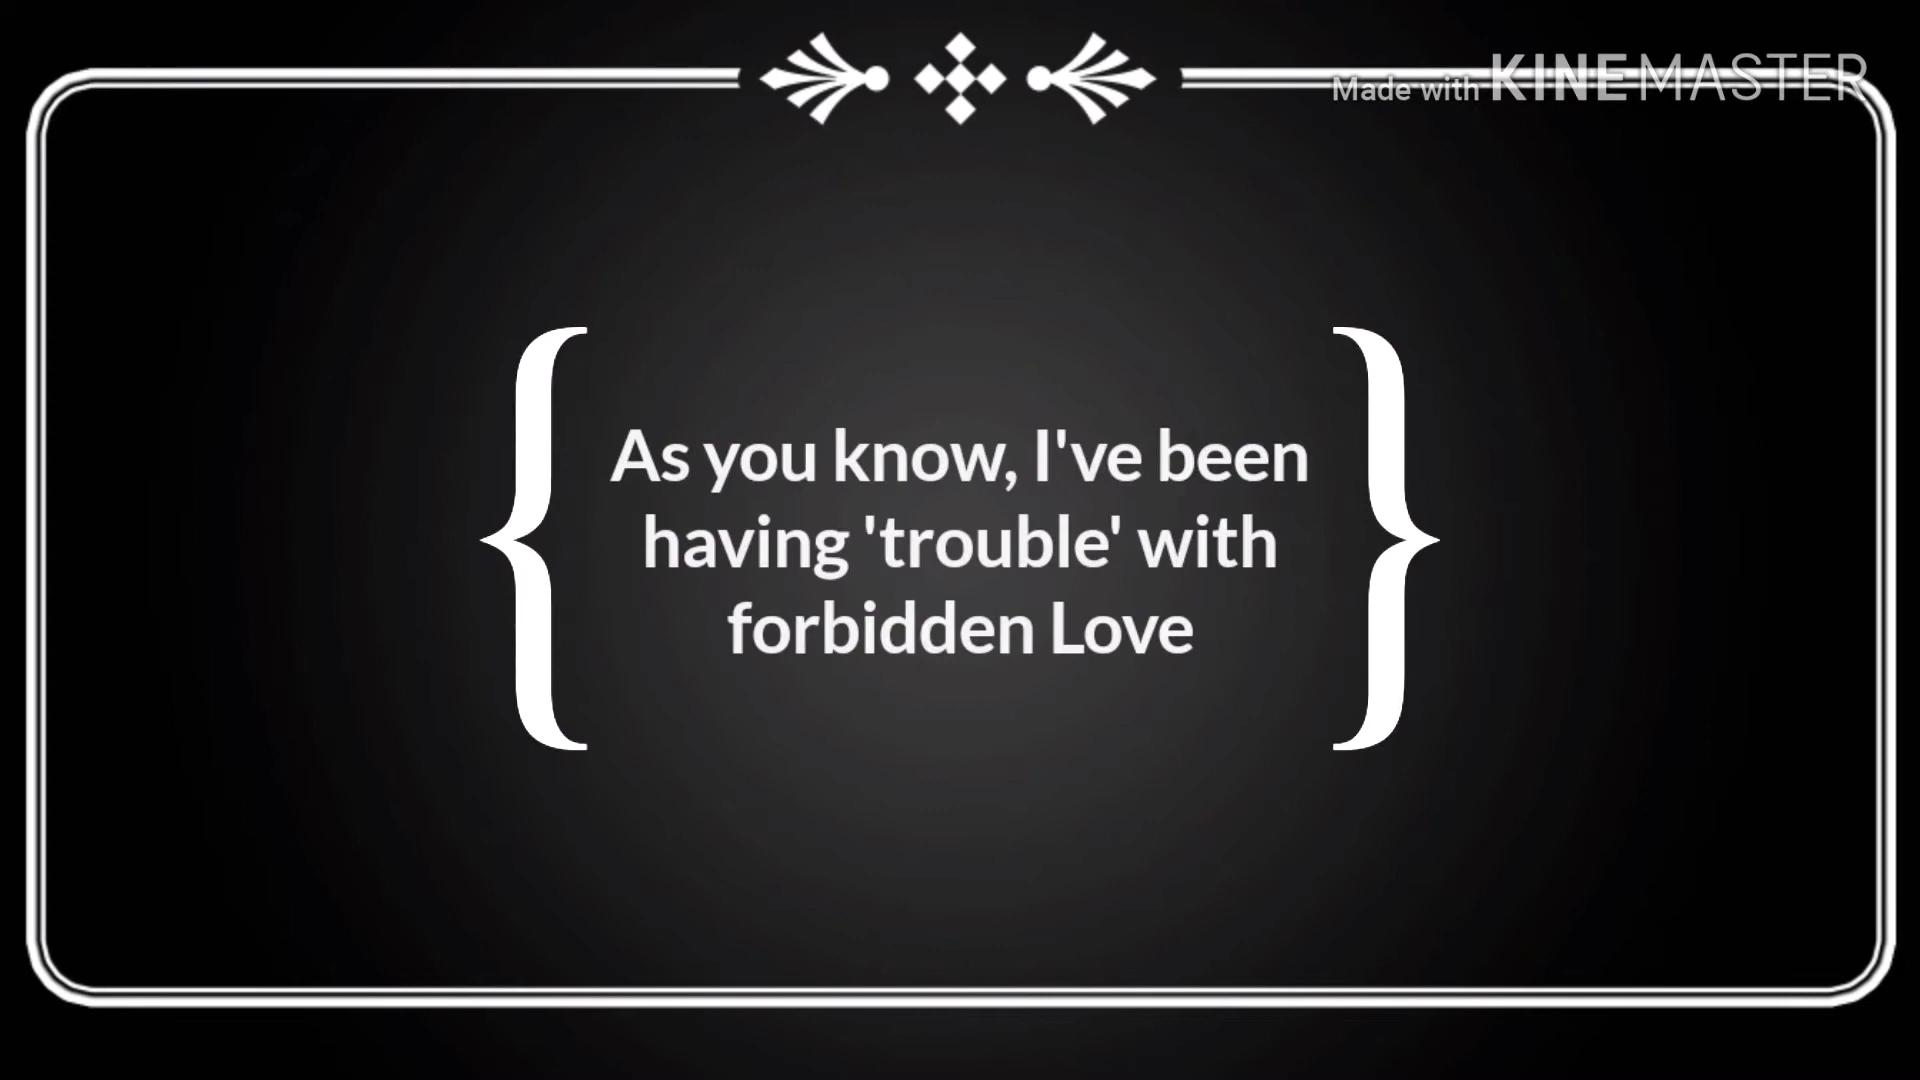 Made with KINEMASTER
As you know, I've been
having 'trouble' with
forbidden Love